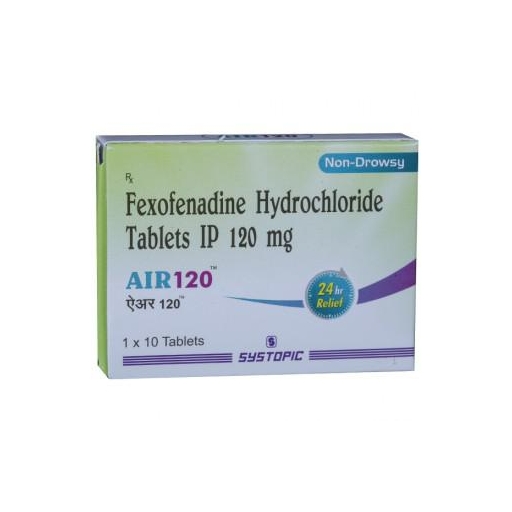 AIR120
Non-Drowsy
Rx
Fexofenadine Hydrochloride
Tablets IP 120 mg
AIR120™
ऐअर 120™
24 hr
Relief
1 x 10 Tablets
S
SYSTOPIC